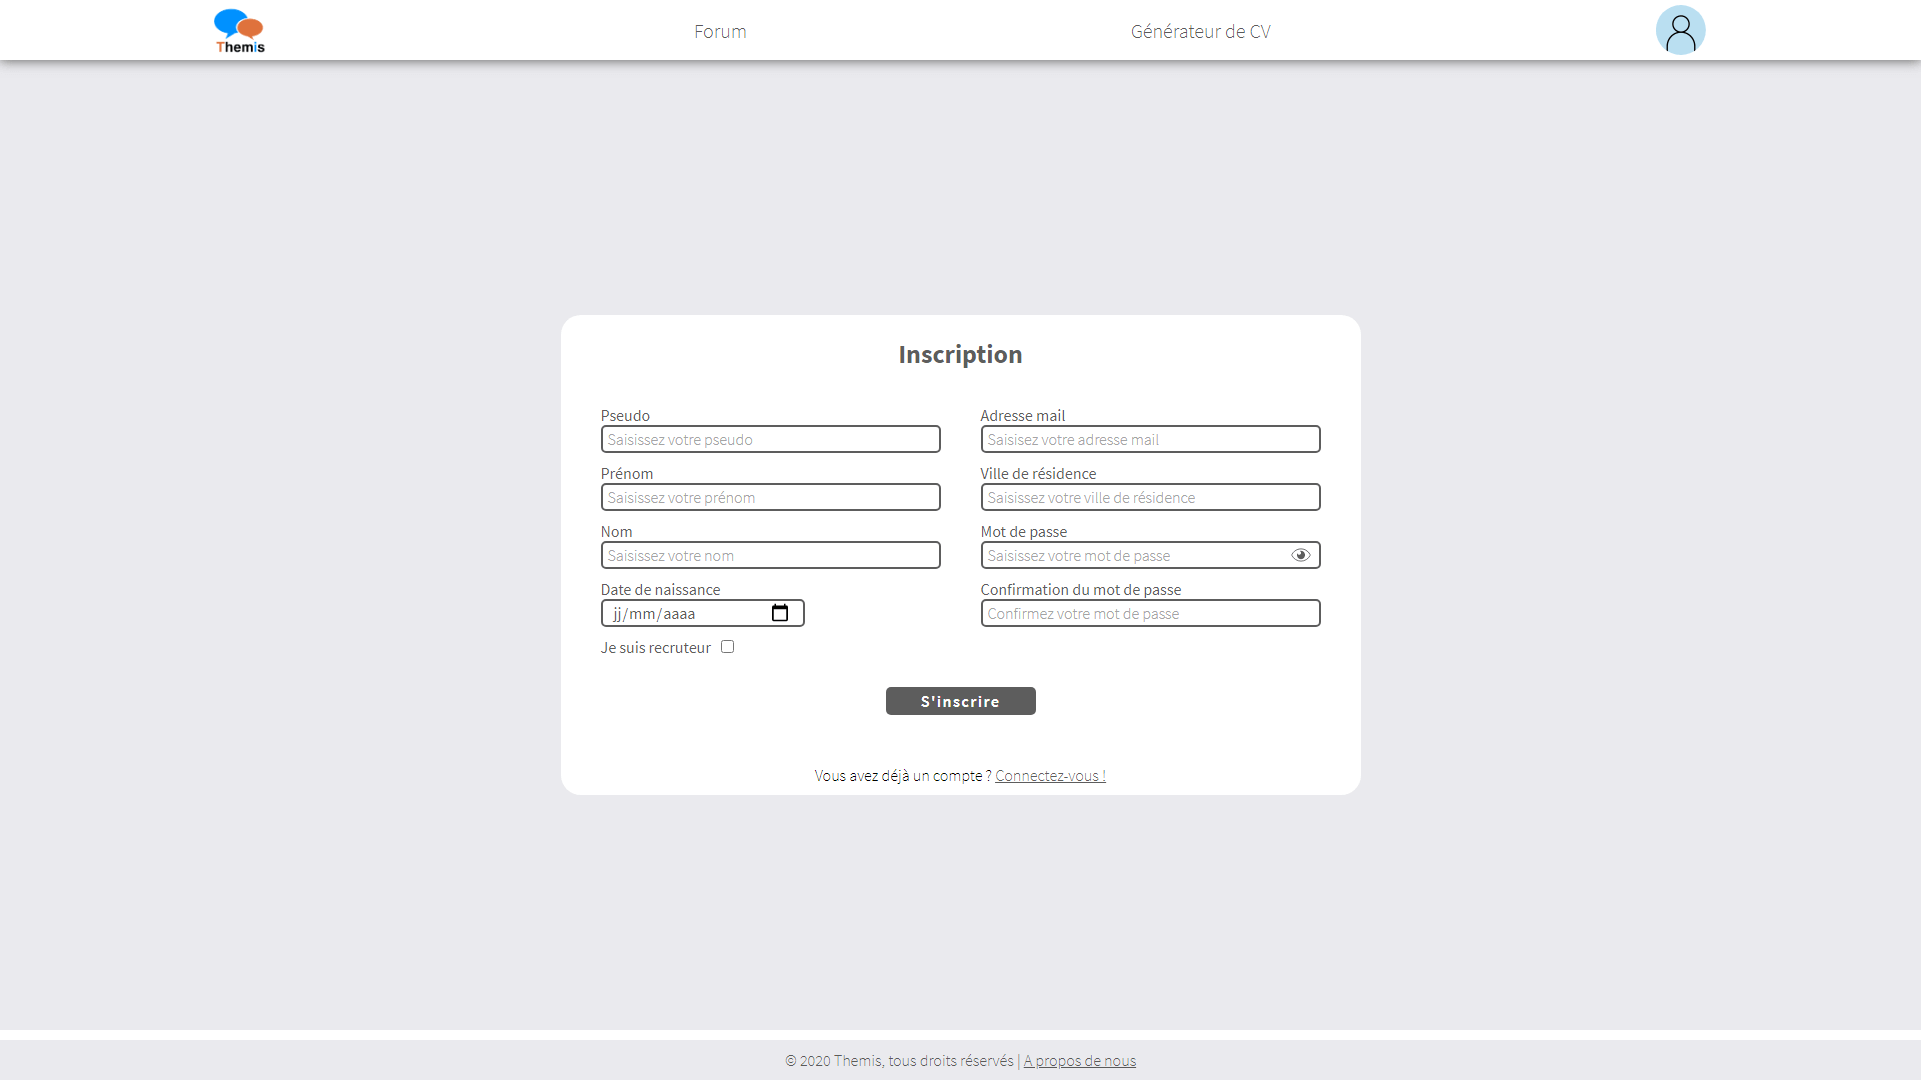 Themis
Forum
Générateur de CV
Inscription
Pseudo
Saisissez votre pseudo
Prénom
Saisissez votre prénom
Nom
Saisissez votre nom
Date de naissance
jj/mm/aaaa
Je suis recruteur
Adresse mail
Saisisez votre adresse mail
Ville de résidence
Saisissez votre ville de résidence
Mot de passe
Saisissez votre mot de passe
Confirmation du mot de passe
Confirmez votre mot de passe
S'inscrire
Vous avez déjà un compte ? Connectez-vous !
© 2020 Themis, tous droits réservés | A propos de nous